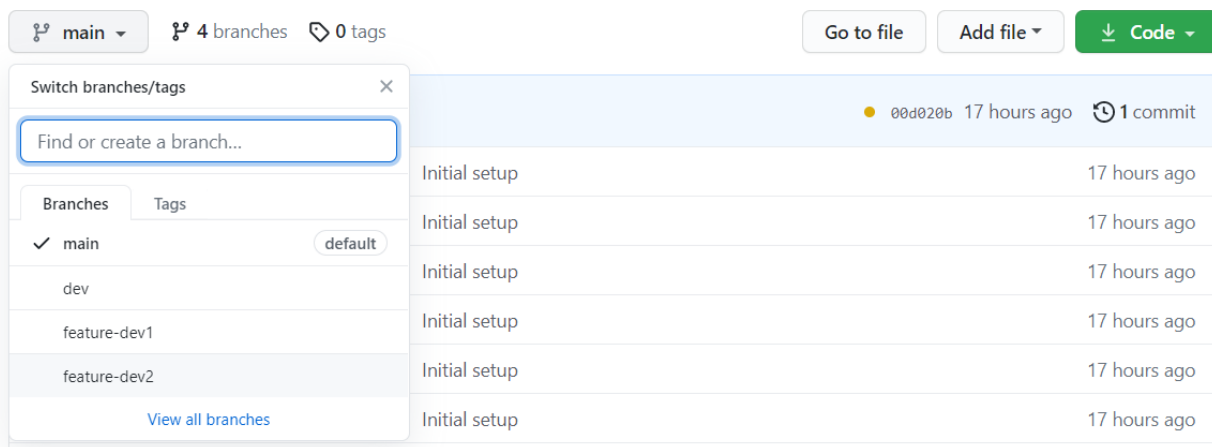 main 4 branches 0 tags Go to file Add file Code
Switch branches/tags
00d020b 17 hours ago 1 commit
Find or create a branch...
Initial setup 17 hours ago
Branches Tags
Initial setup 17 hours ago
main default
Initial setup 17 hours ago
dev
Initial setup 17 hours ago
feature-dev1
Initial setup 17 hours ago
feature-dev2
View all branches
Initial setup 17 hours ago